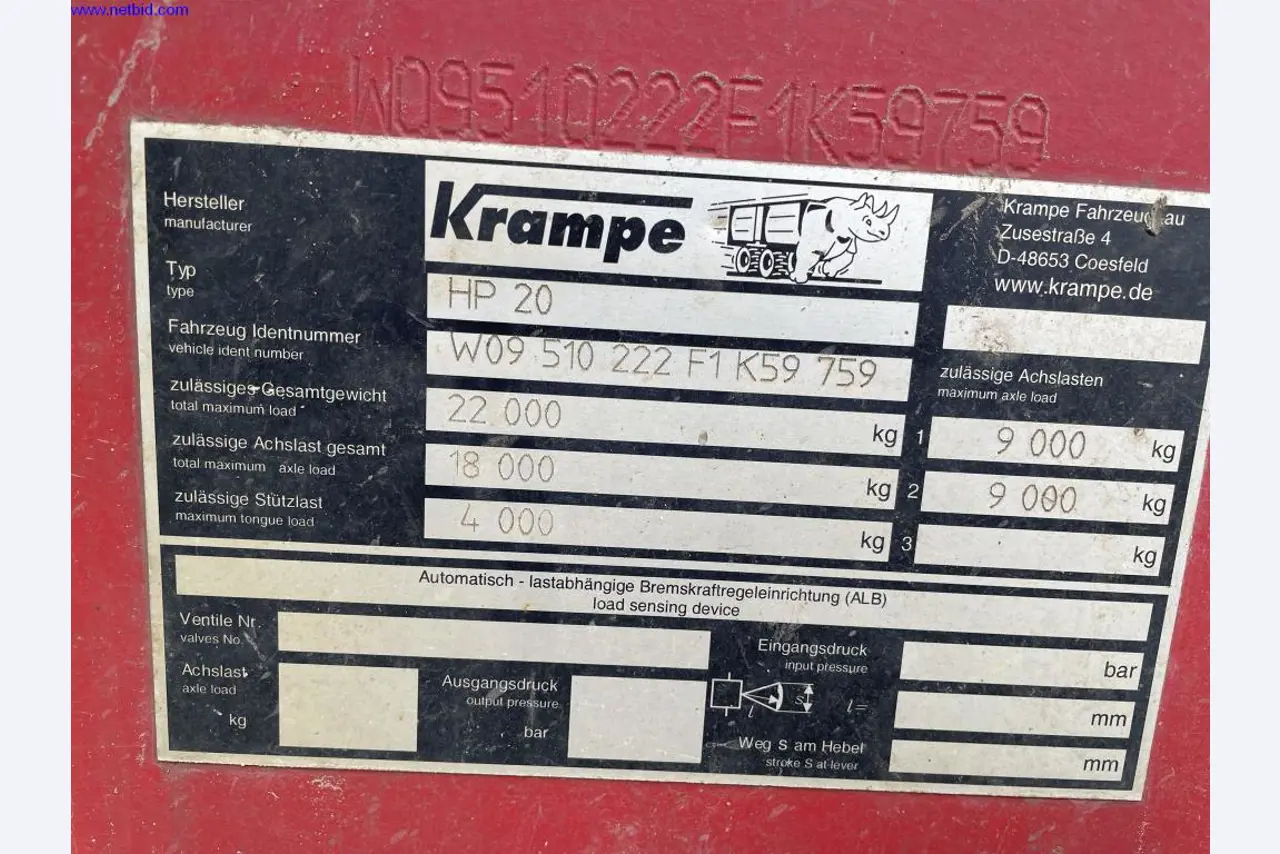 www.netbid.com
W09510222F1K59759
Hersteller
manufacturer
Krampe
Krampe Fahrzeugbau
Zusestraße 4
D-48653 Coesfeld
www.krampe.de
Typ
type
HP 20
Fahrzeug Identnummer
vehicle ident number
W09 510 222 F1 K59 759
zulässige Achslasten
maximum axle load
zulässiges Gesamtgewicht
total maximum load
22 000 kg
1 9 000 kg
zulässige Achslast gesamt
total maximum axle load
18 000 kg
2 9 000 kg
zulässige Stützlast
maximum tongue load
4 000 kg
3 kg
Automatisch - lastabhängige Bremskraftregeleinrichtung (ALB)
load sensing device
Ventile Nr.
valves No.
Eingangsdruck
input pressure
bar
Achslast
axle load
kg
Ausgangsdruck
output pressure
bar
S
l
l=
mm
Weg S am Hebel
stroke S at lever
mm